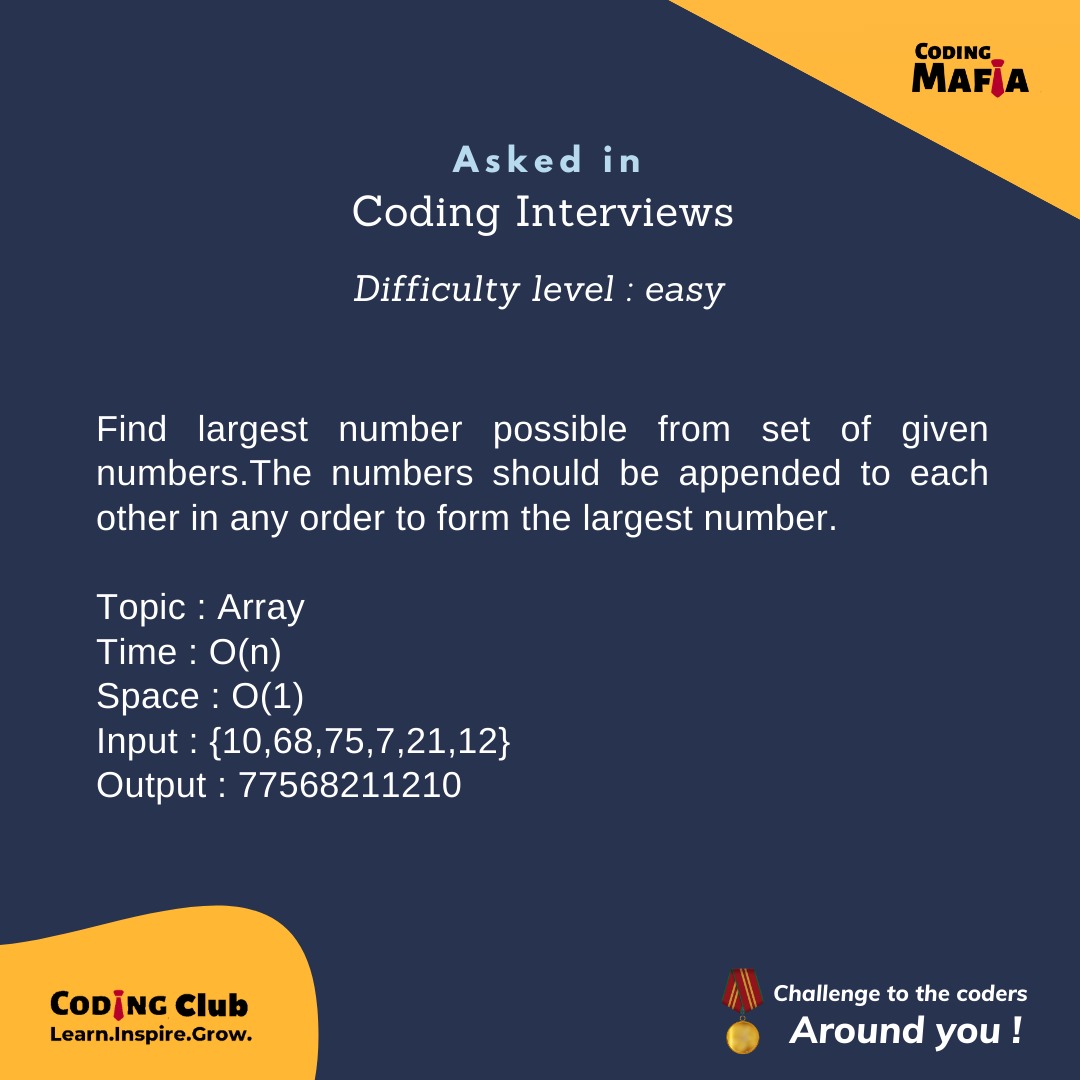 CODING
MAFIA
Asked in
Coding Interviews
Difficulty level : easy
Find largest number possible from set of given
numbers.The numbers should be appended to each
other in any order to form the largest number.
Topic : Array
Time : O(n)
Space : O(1)
Input : {10,68,75,7,21,12}
Output : 77568211210
CODING Club
Learn.Inspire.Grow.
Challenge to the coders
Around you !